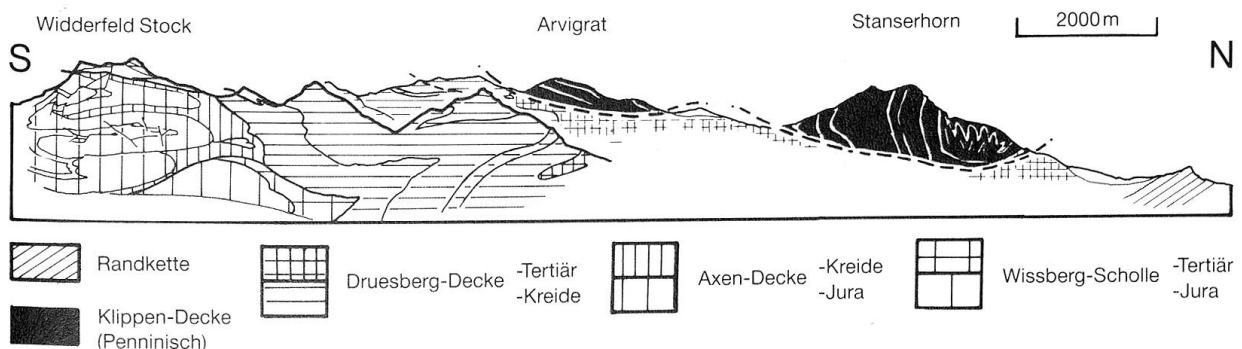 Widderfeld Stock
Arvigrat
Stanserhorn
2000m
S
N
Randkette
Klippen-Decke
(Penninisch)
Druesberg-Decke
-Tertiär
-Kreide
Axen-Decke
-Kreide
-Jura
Wissberg-Scholle
-Tertiär
-Jura